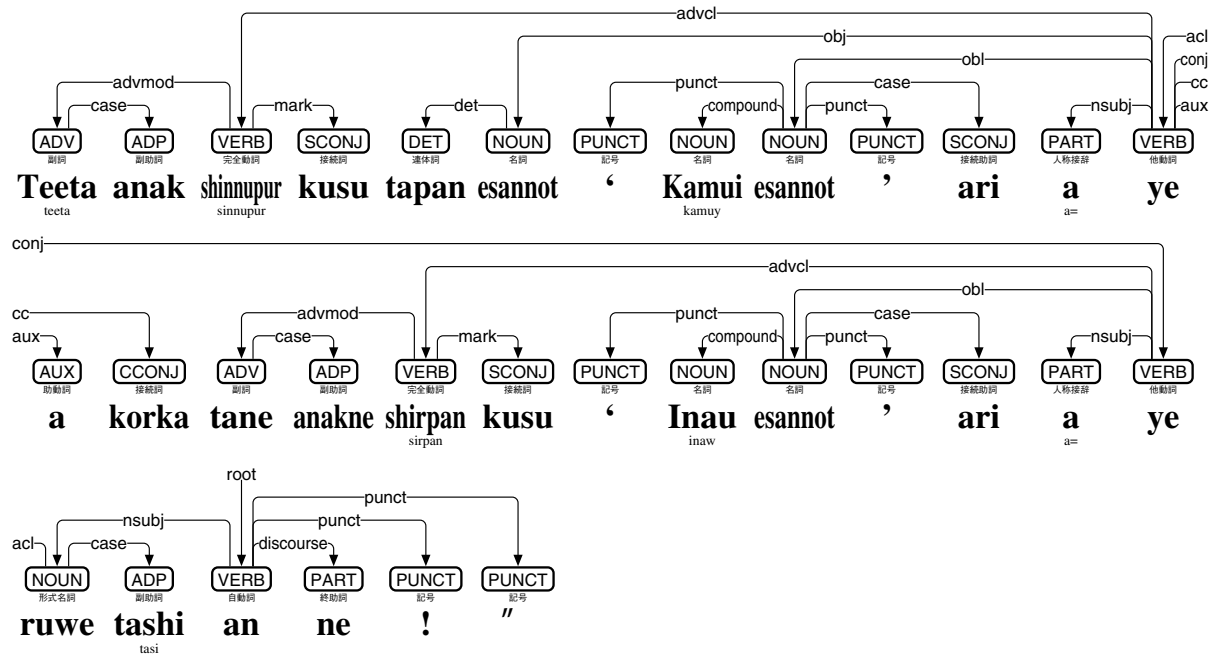 advcl
obj acl
obl conj
advmod punct case cc
case mark det compound punct nsubj aux
ADV ADP VERB SCONJ DET NOUN PUNCT NOUN NOUN PUNCT SCONJ PART VERB
副詞 副助詞 完全動詞 接続詞 連体詞 名詞 記号 名詞 名詞 記号 接続助詞 人称接辞 他動詞
Teeta anak shinnupur kusu tapan esannot ‘ Kamui esannot ’ ari a ye
teeta sinnupur kamuy a=
conj
advcl
obl
cc advmod punct case
aux case mark compound punct nsubj
AUX CCONJ ADV ADP VERB SCONJ PUNCT NOUN NOUN PUNCT SCONJ PART VERB
助動詞 接続詞 副詞 副助詞 完全動詞 接続詞 記号 名詞 名詞 記号 接続助詞 人称接辞 他動詞
a korka tane anakne shirpan kusu ‘ Inau esannot ’ ari a ye
sirpan inaw a=
root
punct
nsubj punct
acl case discourse
NOUN ADP VERB PART PUNCT PUNCT
形式名詞 副助詞 自動詞 終助詞 記号 記号
ruwe tashi an ne ! ″
tasi